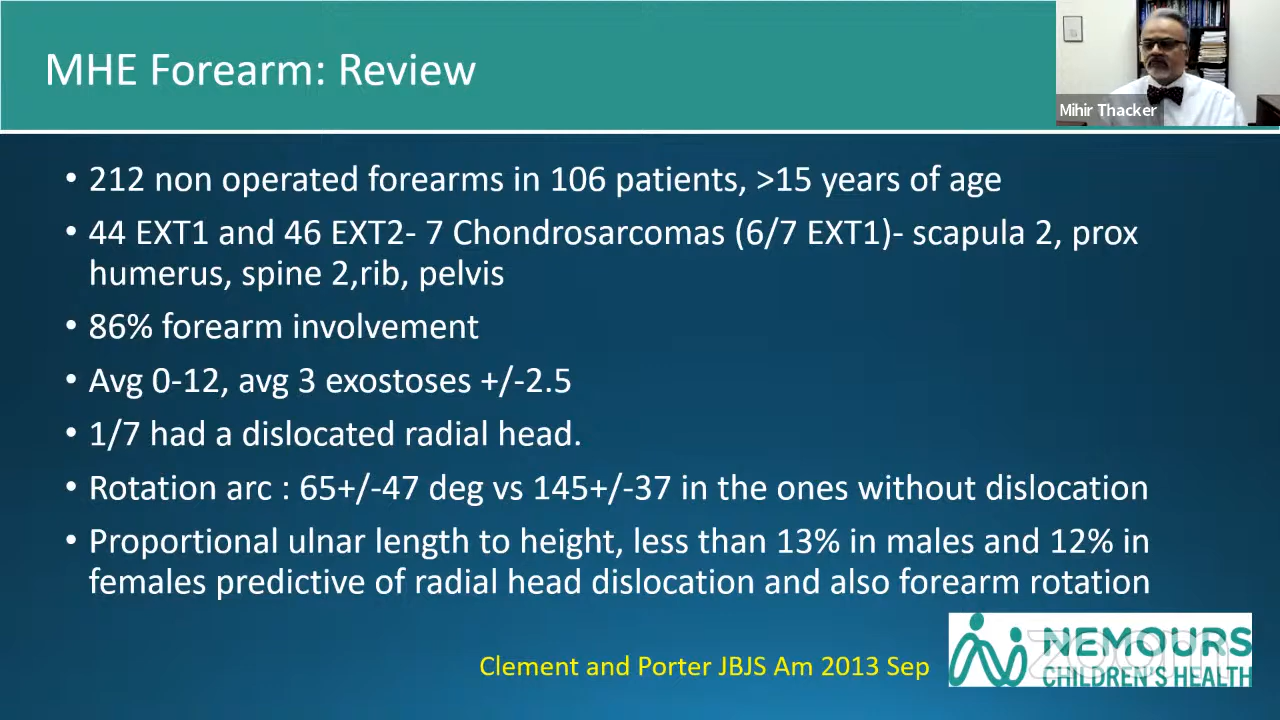 MHE Forearm: Review
Mihir Thacker
• 212 non operated forearms in 106 patients, >15 years of age
• 44 EXT1 and 46 EXT2- 7 Chondrosarcomas (6/7 EXT1)- scapula 2, prox
humerus, spine 2,rib, pelvis
• 86% forearm involvement
• Avg 0-12, avg 3 exostoses +/-2.5
• 1/7 had a dislocated radial head.
• Rotation arc : 65+/-47 deg vs 145+/-37 in the ones without dislocation
• Proportional ulnar length to height, less than 13% in males and 12% in
females predictive of radial head dislocation and also forearm rotation
Clement and Porter JBJS Am 2013 Sep
NEMOURS
zoom
CHILDREN'S HEALTH